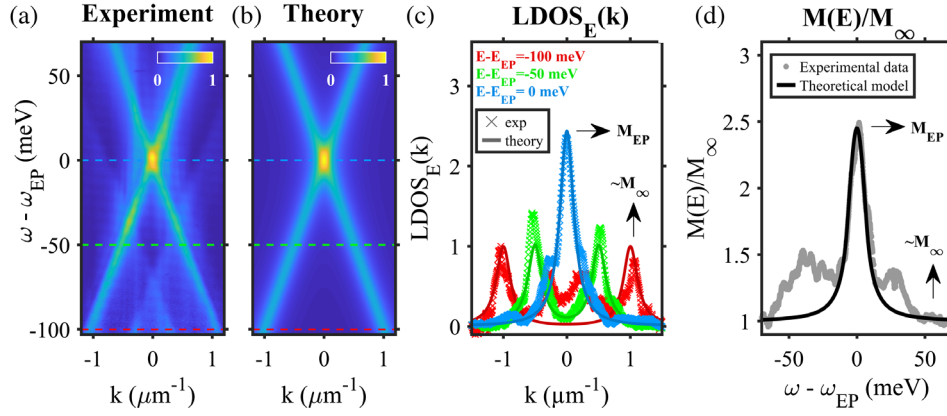 (a) Experiment
0 1
50
0
-50
-100
ω - ω_EP (meV)
-1 0 1
k (μm⁻¹)
(b) Theory
0 1
-1 0 1
k (μm⁻¹)
(c) LDOS_E(k)
E-E_EP=-100 meV
E-E_EP=-50 meV
E-E_EP= 0 meV
exp
theory
M_EP
~M_∞
3
2
1
0
LDOS_E(k)
-1 0 1
k (μm⁻¹)
(d) M(E)/M_∞
Experimental data
Theoretical model
M_EP
~M_∞
3
2.5
2
1.5
1
M(E)/M_∞
-50 0 50
ω - ω_EP (meV)